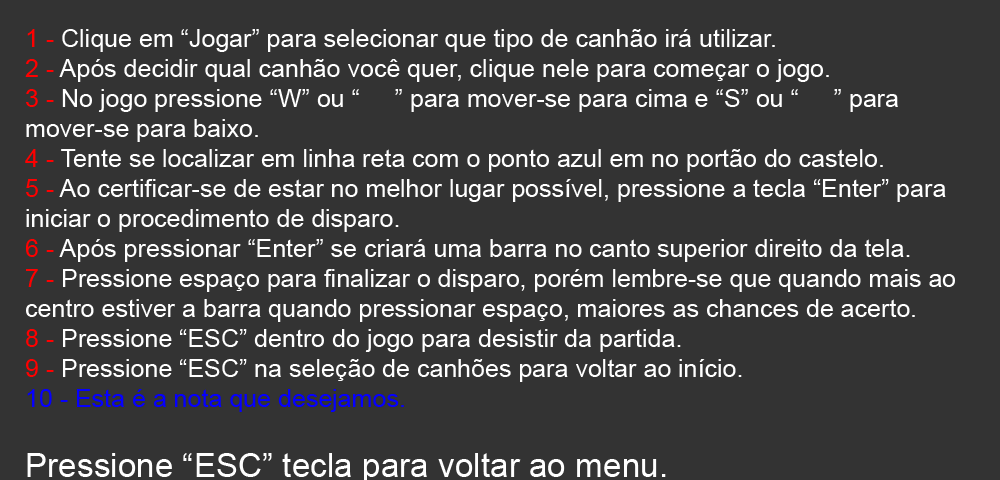 1 - Clique em “Jogar” para selecionar que tipo de canhão irá utilizar.
2 - Após decidir qual canhão você quer, clique nele para começar o jogo.
3 - No jogo pressione “W” ou “     ” para mover-se para cima e “S” ou “     ” para
mover-se para baixo.
4 - Tente se localizar em linha reta com o ponto azul em no portão do castelo.
5 - Ao certificar-se de estar no melhor lugar possível, pressione a tecla “Enter” para
iniciar o procedimento de disparo.
6 - Após pressionar “Enter” se criará uma barra no canto superior direito da tela.
7 - Pressione espaço para finalizar o disparo, porém lembre-se que quando mais ao
centro estiver a barra quando pressionar espaço, maiores as chances de acerto.
8 - Pressione “ESC” dentro do jogo para desistir da partida.
9 - Pressione “ESC” na seleção de canhões para voltar ao início.
10 - Esta é a nota que desejamos.
Pressione “ESC” tecla para voltar ao menu.